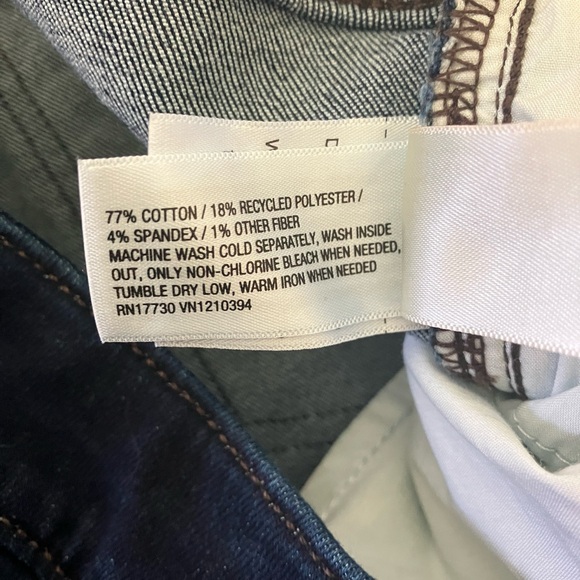 77% COTTON / 18% RECYCLED POLYESTER /
4% SPANDEX / 1% OTHER FIBER
MACHINE WASH COLD SEPARATELY, WASH INSIDE
OUT, ONLY NON-CHLORINE BLEACH WHEN NEEDED,
TUMBLE DRY LOW, WARM IRON WHEN NEEDED
RN17730 VN1210394